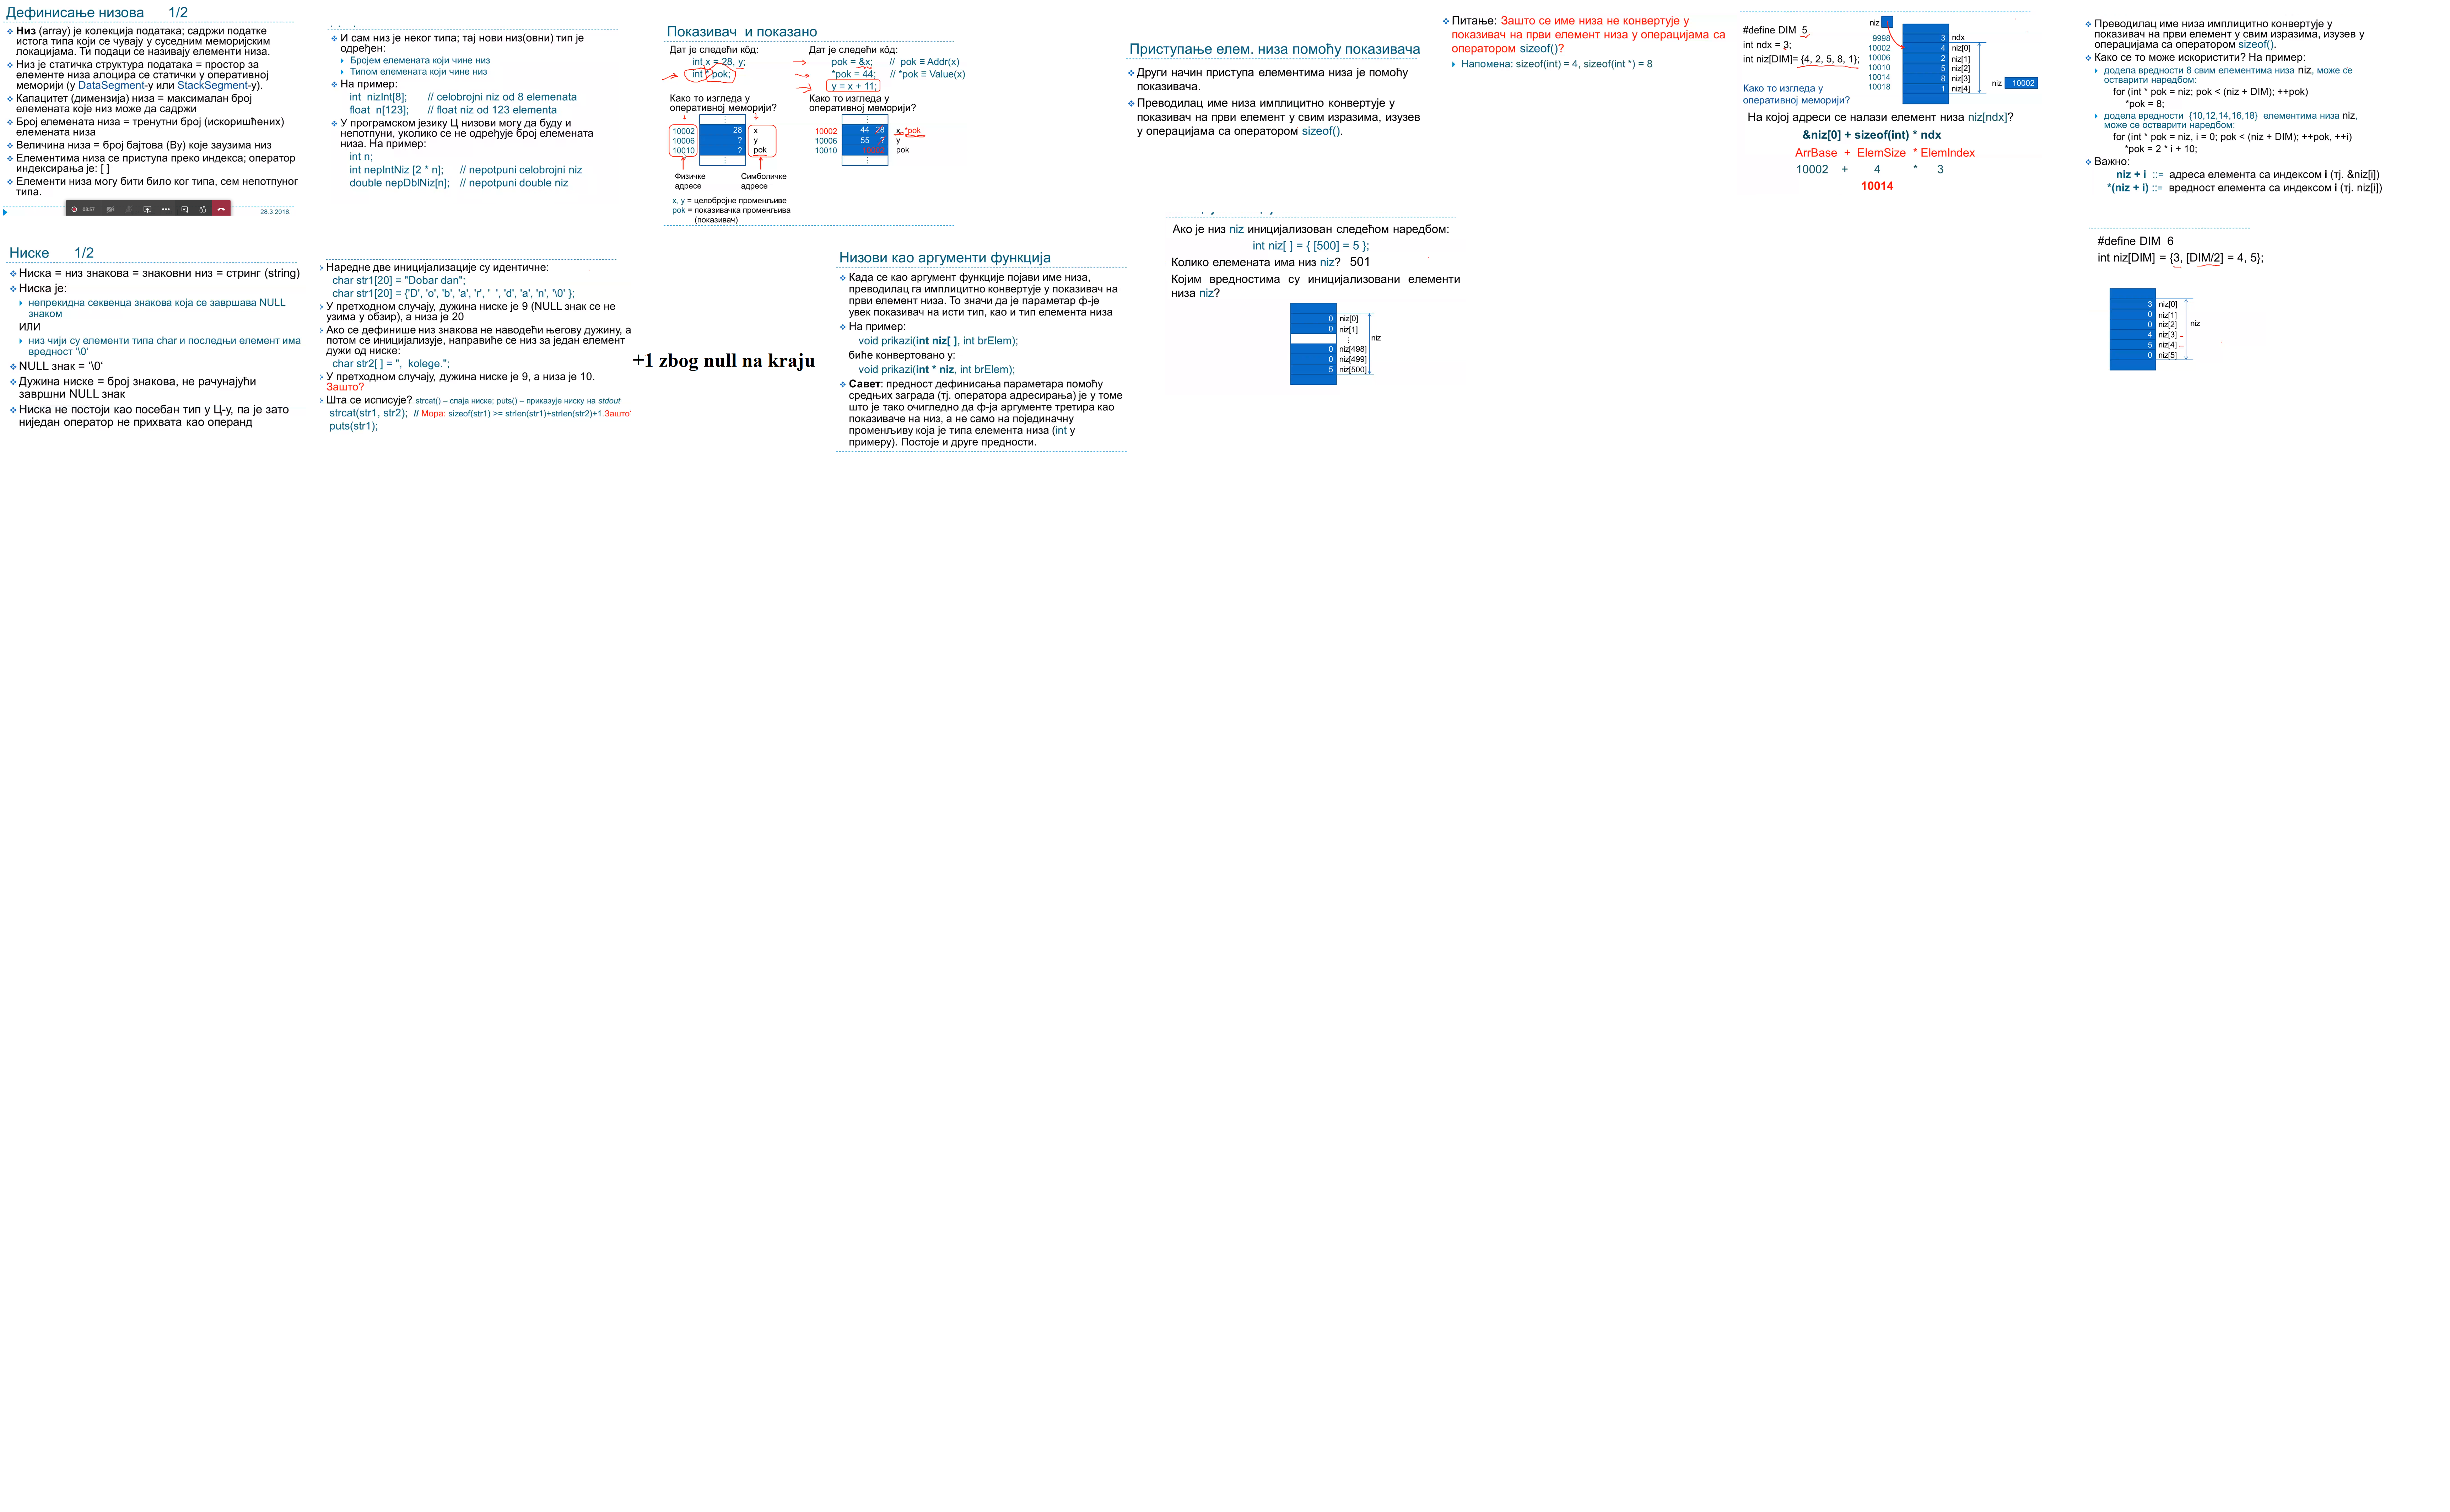 Дефинисање низова 1/2
Низ (array) је колекција података; садржи податке
истога типа који се чувају у суседним меморијским
локацијама. Ти подаци се називају елементи низа.
Низ је статичка структура података = простор за
елементе низа алоцира се статички у оперативној
меморији (у DataSegment-у или StackSegment-у).
Капацитет (димензија) низа = максималан број
елемената које низ може да садржи
Број елемената низа = тренутни број (искоришћених)
елемената низа
Величина низа = број бајтова (By) које заузима низ
Елементима низа се приступа преко индекса; оператор
индексирања је: [ ]
Елементи низа могу бити било ког типа, сем непотпуног
типа.
28.3.2018
И сам низ је неког типа; тај нови низ(овни) тип је
одређен:
Бројем елемената који чине низ
Типом елемената који чине низ
На пример:
int nizInt[8]; // celobrojni niz od 8 elemenata
float n[123]; // float niz od 123 elementa
У програмском језику Ц низови могу да буду и
непотпуни, уколико се не одређује број елемената
низа. На пример:
int n;
int nepIntNiz [2 * n]; // nepotpuni celobrojni niz
double nepDblNiz[n]; // nepotpuni double niz
Показивач и показано
Дат је следећи кôд:
int x = 28, y;
int * pok;
Како то изгледа у
оперативној меморији?
10002 28 x
10006 ? y
10010 ? pok
Физичке
адресе
Симболичке
адресе
x, y = целобројне променљиве
pok = показивачка променљива
(показивач)
Дат је следећи кôд:
pok = &x; // pok ≡ Addr(x)
*pok = 44; // *pok ≡ Value(x)
y = x + 11;
Како то изгледа у
оперативној меморији?
10002 44 28 x *pok
10006 55 ? y
10010 10002 pok
Приступање елем. низа помоћу показивача
Други начин приступа елементима низа је помоћу
показивача.
Преводилац име низа имплицитно конвертује у
показивач на први елемент у свим изразима, изузев
у операцијама са оператором sizeof().
Питање: Зашто се име низа не конвертује у
показивач на први елемент низа у операцијама са
оператором sizeof()?
Напомена: sizeof(int) = 4, sizeof(int *) = 8
#define DIM 5
int ndx = 3;
int niz[DIM]= {4, 2, 5, 8, 1};
Како то изгледа у
оперативној меморији?
niz
9998 3 ndx
10002 4 niz[0]
10006 2 niz[1]
10010 5 niz[2]
10014 8 niz[3]
10018 1 niz[4]
niz 10002
На којој адреси се налази елемент низа niz[ndx]?
&niz[0] + sizeof(int) * ndx
ArrBase + ElemSize * ElemIndex
10002 + 4 * 3
10014
Преводилац име низа имплицитно конвертује у
показивач на први елемент у свим изразима, изузев у
операцијама са оператором sizeof().
Како се то може искористити? На пример:
додела вредности 8 свим елементима низа niz, може се
остварити наредбом:
for (int * pok = niz; pok < (niz + DIM); ++pok)
*pok = 8;
додела вредности {10,12,14,16,18} елементима низа niz,
може се остварити наредбом:
for (int * pok = niz, i = 0; pok < (niz + DIM); ++pok, ++i)
*pok = 2 * i + 10;
Важно:
niz + i ::= адреса елемента са индексом i (тј. &niz[i])
*(niz + i) ::= вредност елемента са индексом i (тј. niz[i])
Ниске 1/2
Ниска = низ знакова = знаковни низ = стринг (string)
Ниска је:
непрекидна секвенца знакова која се завршава NULL
знаком
ИЛИ
низ чији су елементи типа char и последњи елемент има
вредност '\0'
NULL знак = '\0'
Дужина ниске = број знакова, не рачунајући
завршни NULL знак
Ниска не постоји као посебан тип у Ц-у, па је зато
ниједан оператор не прихвата као операнд
Наредне две иницијализације су идентичне:
char str1[20] = "Dobar dan";
char str1[20] = {'D', 'o', 'b', 'a', 'r', ' ', 'd', 'a', 'n', '\0' };
У претходном случају, дужина ниске је 9 (NULL знак се не
узима у обзир), а низа је 20
Ако се дефинише низ знакова не наводећи његову дужину, а
потом се иницијализује, направиће се низ за један елемент
дужи од ниске:
char str2[ ] = ", kolege.";
У претходном случају, дужина ниске је 9, а низа је 10.
Зашто?
Шта се исписује? strcat() – спаја ниске; puts() – приказује ниску на stdout
strcat(str1, str2); // Мора: sizeof(str1) >= strlen(str1)+strlen(str2)+1.Зашто'
puts(str1);
+1 zbog null na kraju
Низови као аргументи функција
Када се као аргумент функције појави име низа,
преводилац га имплицитно конвертује у показивач на
први елемент низа. То значи да је параметар ф-је
увек показивач на исти тип, као и тип елемента низа
На пример:
void prikazi(int niz[ ], int brElem);
биће конвертовано у:
void prikazi(int * niz, int brElem);
Савет: предност дефинисања параметара помоћу
средњих заграда (тј. оператора адресирања) је у томе
што је тако очигледно да ф-ја аргументе третира као
показиваче на низ, а не само на појединачну
променљиву која је типа елемента низа (int у
примеру). Постоје и друге предности.
Ако је низ niz иницијализован следећом наредбом:
int niz[ ] = { [500] = 5 };
Колико елемената има низ niz? 501
Којим вредностима су иницијализовани елементи
низа niz?
0 niz[0]
0 niz[1]
niz
0 niz[498]
0 niz[499]
5 niz[500]
#define DIM 6
int niz[DIM] = {3, [DIM/2] = 4, 5};
3 niz[0]
0 niz[1]
0 niz[2]
niz
4 niz[3]
5 niz[4]
0 niz[5]